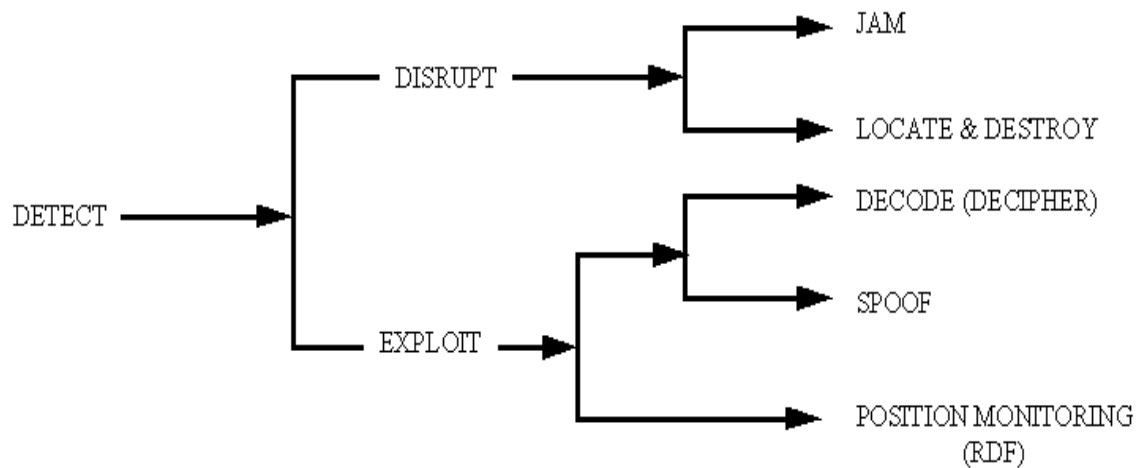 JAM
DISRUPT
LOCATE & DESTROY
DECODE (DECIPHER)
DETECT
SPOOF
EXPLOIT
POSITION MONITORING
(RDF)